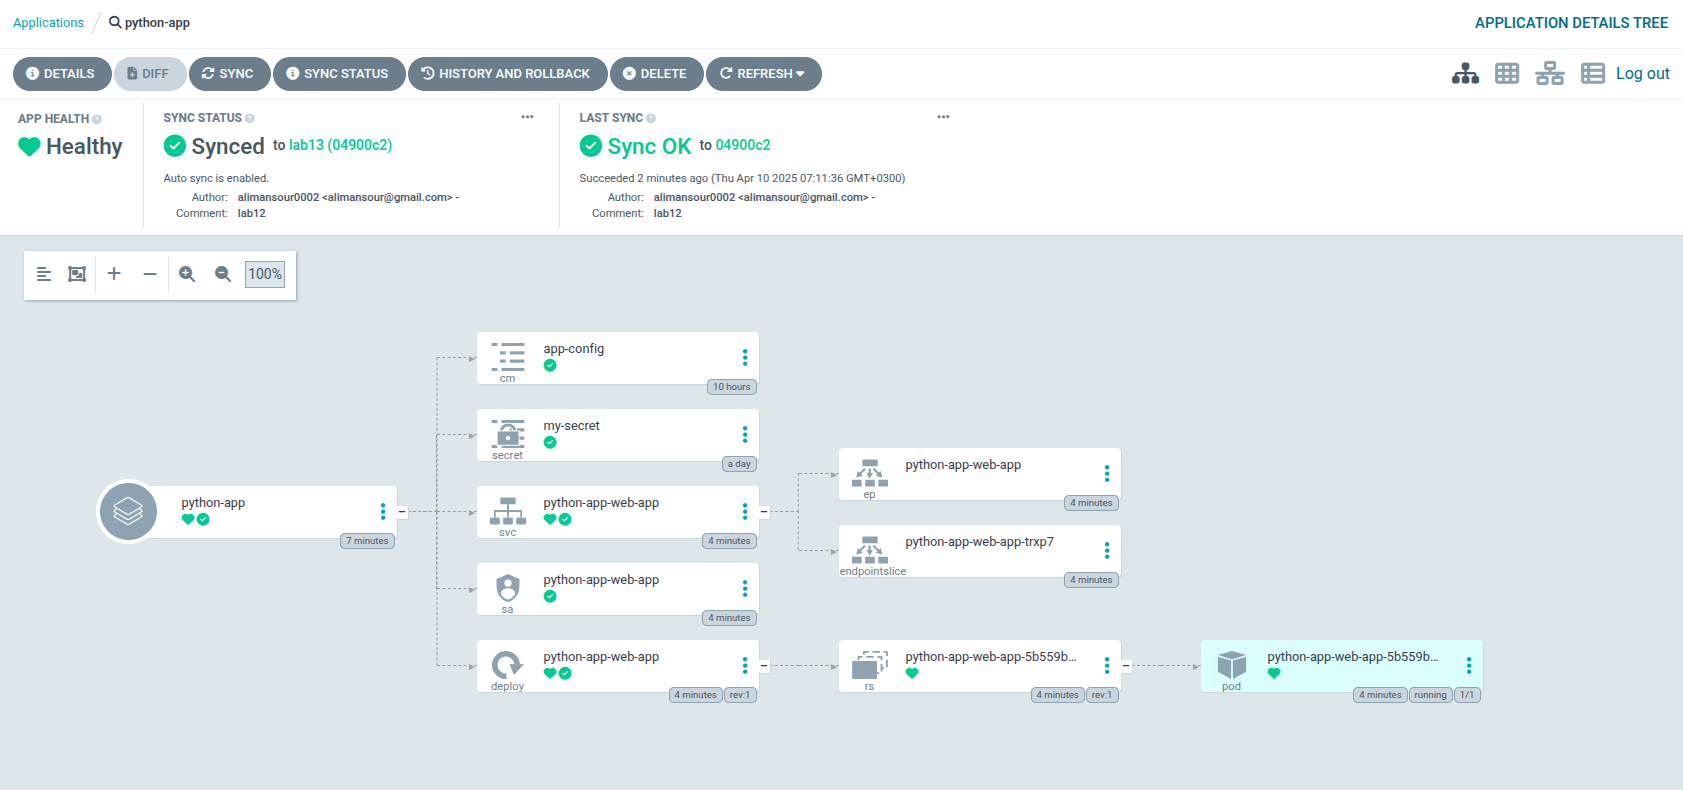 Applications / python-app
APPLICATION DETAILS TREE
DETAILS
DIFF
SYNC
SYNC STATUS
HISTORY AND ROLLBACK
DELETE
REFRESH
Log out
APP HEALTH
Healthy
SYNC STATUS
Synced to lab13 (04900c2)
Auto sync is enabled.
Author: alimansour0002 <alimansour@gmail.com> -
Comment: lab12
LAST SYNC
Sync OK to 04900c2
Succeeded 2 minutes ago (Thu Apr 10 2025 07:11:36 GMT+0300)
Author: alimansour0002 <alimansour@gmail.com> -
Comment: lab12
100%
python-app
7 minutes
app-config
cm
10 hours
my-secret
secret
a day
python-app-web-app
svc
4 minutes
python-app-web-app
sa
4 minutes
python-app-web-app
deploy
4 minutes
rev:1
python-app-web-app
ep
4 minutes
python-app-web-app-trxp7
endpointslice
4 minutes
python-app-web-app-5b559b...
rs
4 minutes
rev:1
python-app-web-app-5b559b...
pod
4 minutes
running
1/1